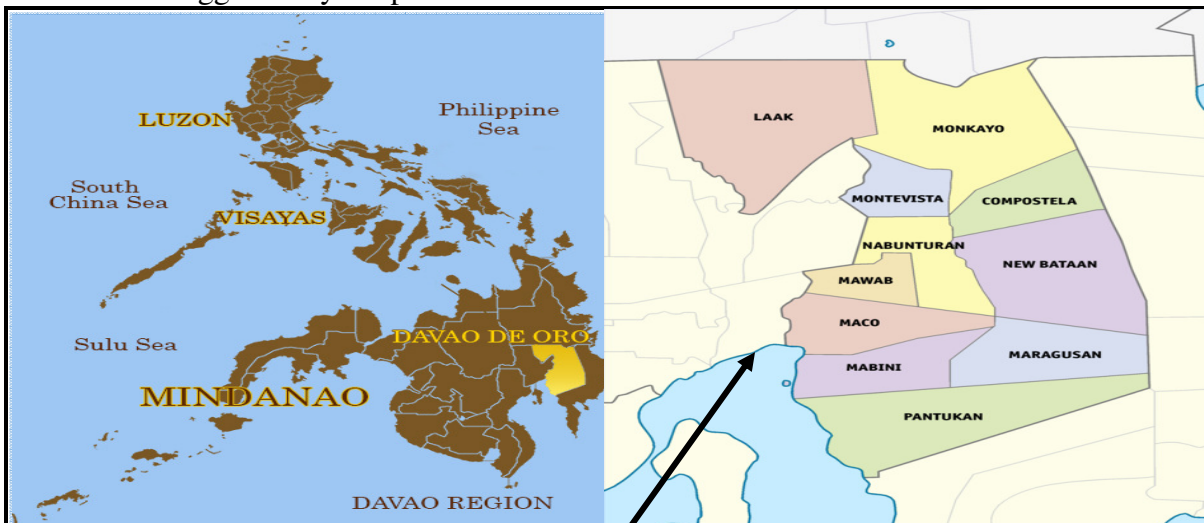 LUZON
Philippine
Sea
South
China Sea
VISAYAS
Sulu Sea
DAVAO DE ORO
MINDANAO
DAVAO REGION
LAAK
MONKAYO
MONTEVISTA
COMPOSTELA
NABUNTURAN
NEW BATAAN
MAWAB
MACO
MARAGUSAN
MABINI
PANTUKAN